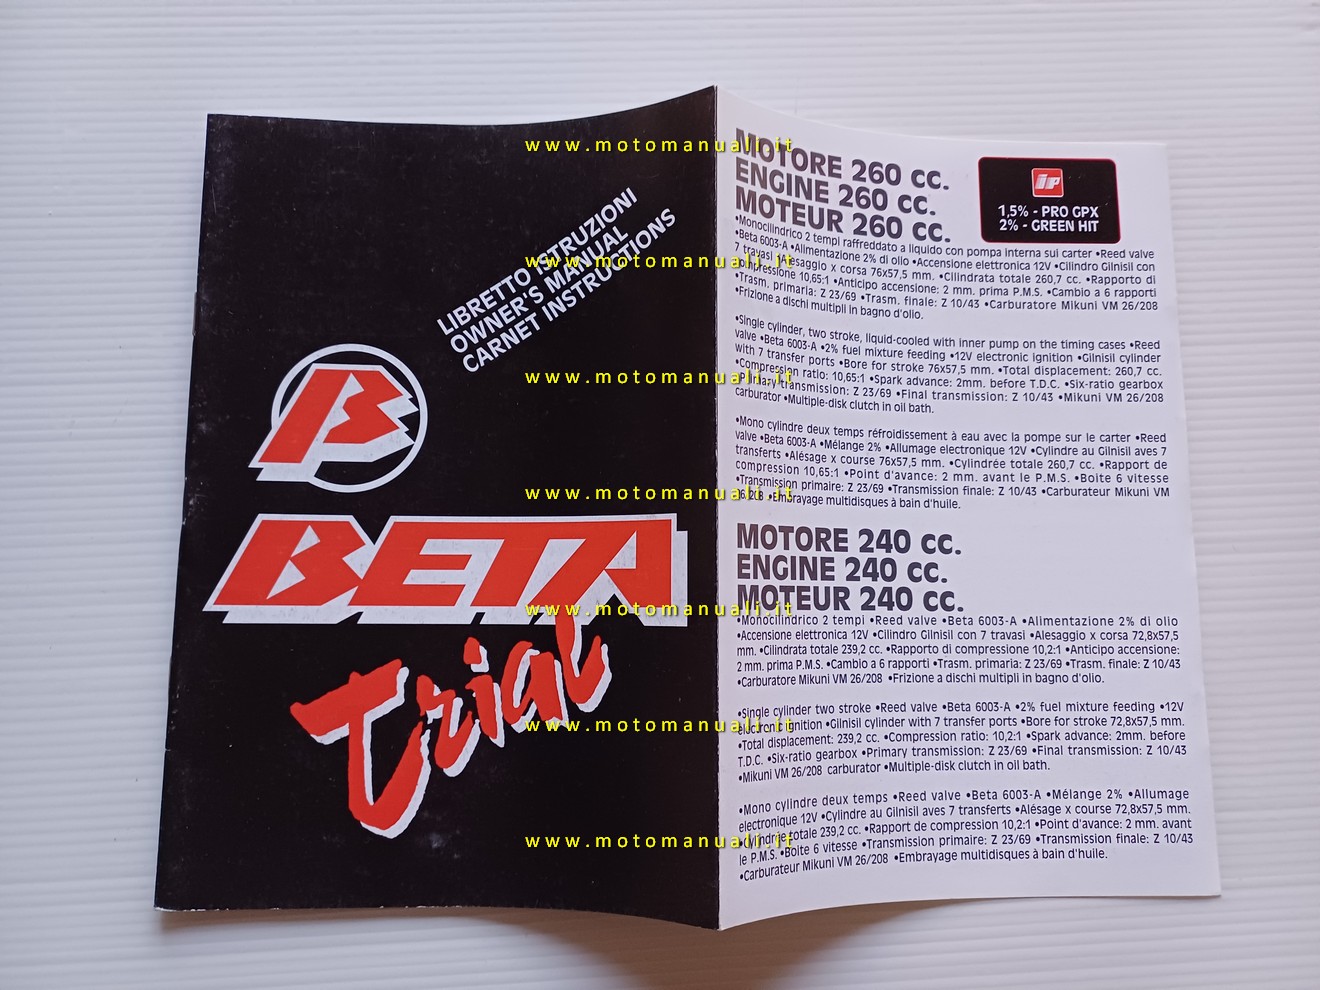 LIBRETTO ISTRUZIONI
OWNER'S MANUAL
CARNET INSTRUCTIONS
B
BETA
Trial
MOTORE 260 cc.
ENGINE 260 cc.
MOTEUR 260 cc.
iP
1,5% - PRO GPX
2% - GREEN HIT
•Monocilindrico 2 tempi raffreddato a liquido con pompa interna sul carter •Reed valve
•Beta 6003-A •Alimentazione 2% di olio •Accensione elettronica 12V •Cilindro Gilnisil con
7 travasi •Alesaggio x corsa 76x57,5 mm. •Cilindrata totale 260,7 cc. •Rapporto di
compressione 10,65:1 •Anticipo accensione: 2 mm. prima P.M.S. •Cambio a 6 rapporti
•Trasm. primaria: Z 23/69 •Trasm. finale: Z 10/43 •Carburatore Mikuni VM 26/208
•Frizione a dischi multipli in bagno d'olio.
•Single cylinder, two stroke, liquid-cooled with inner pump on the timing cases •Reed
valve •Beta 6003-A •2% fuel mixture feeding •12V electronic ignition •Gilnisil cylinder
with 7 transfer ports •Bore for stroke 76x57,5 mm. •Total displacement: 260,7 cc.
•Compression ratio: 10,65:1 •Spark advance: 2mm. before T.D.C. •Six-ratio gearbox
•Primary transmission: Z 23/69 •Final transmission: Z 10/43 •Mikuni VM 26/208
carburator •Multiple-disk clutch in oil bath.
•Mono cylindre deux temps réfroidissement à eau avec la pompe sur le carter •Reed
valve •Beta 6003-A •Mélange 2% •Allumage electronique 12V •Cylindre au Gilnisil aves 7
transferts •Alésage x course 76x57,5 mm. •Cylindrée totale 260,7 cc. •Rapport de
compression 10,65:1 •Point d'avance: 2 mm. avant le P.M.S. •Boite 6 vitesse
•Transmission primaire: Z 23/69 •Transmission finale: Z 10/43 •Carburateur Mikuni VM
26/208 •Embrayage multidisques à bain d'huile.
MOTORE 240 cc.
ENGINE 240 cc.
MOTEUR 240 cc.
•Monocilindrico 2 tempi •Reed valve •Beta 6003-A •Alimentazione 2% di olio
•Accensione elettronica 12V •Cilindro Gilnisil con 7 travasi •Alesaggio x corsa 72,8x57,5
mm. •Cilindrata totale 239,2 cc. •Rapporto di compressione 10,2:1 •Anticipo accensione:
2 mm. prima P.M.S. •Cambio a 6 rapporti •Trasm. primaria: Z 23/69 •Trasm. finale: Z 10/43
•Carburatore Mikuni VM 26/208 •Frizione a dischi multipli in bagno d'olio.
•Single cylinder two stroke •Reed valve •Beta 6003-A •2% fuel mixture feeding •12V
electronic ignition •Gilnisil cylinder with 7 transfer ports •Bore for stroke 72,8x57,5 mm.
•Total displacement: 239,2 cc. •Compression ratio: 10,2:1 •Spark advance: 2mm. before
T.D.C. •Six-ratio gearbox •Primary transmission: Z 23/69 •Final transmission: Z 10/43
•Mikuni VM 26/208 carburator •Multiple-disk clutch in oil bath.
•Mono cylindre deux temps •Reed valve •Beta 6003-A •Mélange 2% •Allumage
electronique 12V •Cylindre au Gilnisil aves 7 transferts •Alésage x course 72,8x57,5 mm.
•Cylindrée totale 239,2 cc. •Rapport de compression 10,2:1 •Point d'avance: 2 mm. avant
le P.M.S. •Boîte 6 vitesse •Transmission primaire: Z 23/69 •Transmission finale: Z 10/43
•Carburateur Mikuni VM 26/208 •Embrayage multidisques à bain d'huile.
www.motomanuali.it
www.motomanuali.it
www.motomanuali.it
www.motomanuali.it
www.motomanuali.it
www.motomanuali.it
www.motomanuali.it